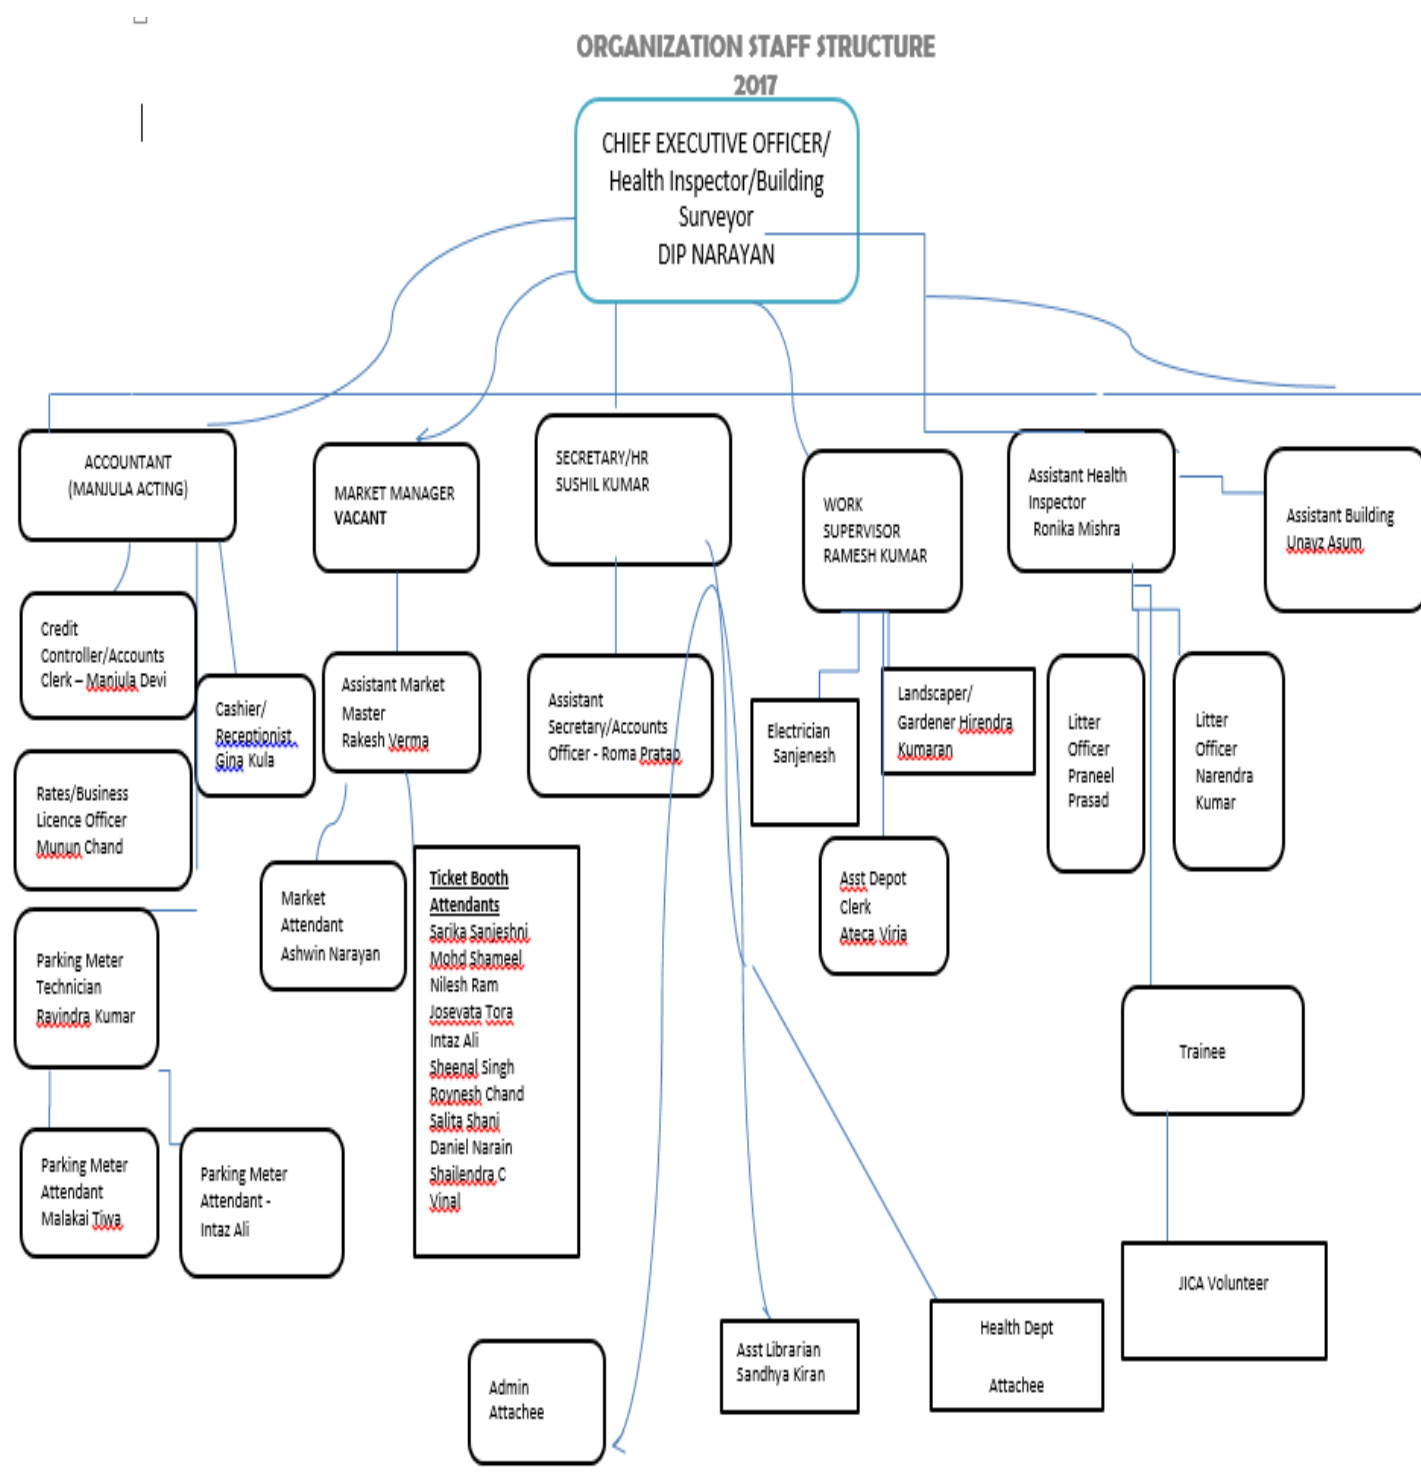 ORGANIZATION STAFF STRUCTURE
2017
CHIEF EXECUTIVE OFFICER/
Health Inspector/Building
Surveyor
DIP NARAYAN
ACCOUNTANT
(MANJULA ACTING)
MARKET MANAGER
VACANT
SECRETARY/HR
SUSHIL KUMAR
WORK
SUPERVISOR
RAMESH KUMAR
Assistant Health
Inspector
Ronika Mishra
Assistant Building
Unayz Asum
Credit
Controller/Accounts
Clerk – Manjula Devi
Cashier/
Receptionist
Gina Kula
Assistant Market
Master
Rakesh Verma
Assistant
Secretary/Accounts
Officer - Roma Pratap
Electrician
Sanjenesh
Landscaper/
Gardener Hirendra
Kumaran
Litter
Officer
Praneel
Prasad
Litter
Officer
Narendra
Kumar
Rates/Business
Licence Officer
Munun Chand
Market
Attendant
Ashwin Narayan
Ticket Booth
Attendants
Sarika Sanjeshni
Mohd Shameel
Nilesh Ram
Josevata Tora
Intaz Ali
Sheenal Singh
Roynesh Chand
Salita Shani
Daniel Narain
Shailendra C
Vinal
Asst Depot
Clerk
Ateca Viria
Parking Meter
Technician
Ravindra Kumar
Trainee
Parking Meter
Attendant
Malakai Tiwa
Parking Meter
Attendant -
Intaz Ali
JICA Volunteer
Admin
Attachee
Asst Librarian
Sandhya Kiran
Health Dept
Attachee